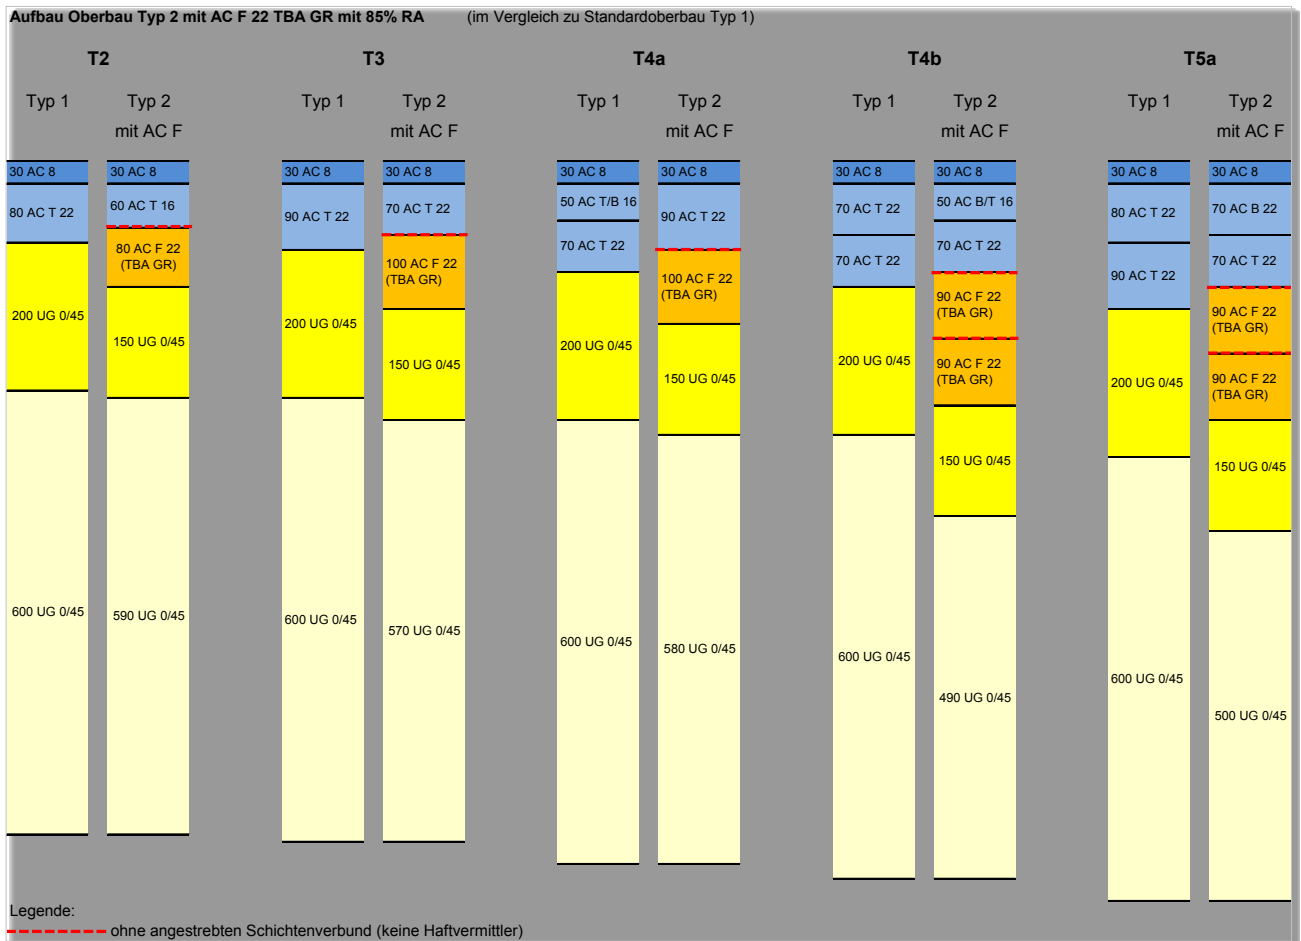 Aufbau Oberbau Typ 2 mit AC F 22 TBA GR mit 85% RA (im Vergleich zu Standardoberbau Typ 1)
T2
Typ 1
Typ 2
mit AC F
30 AC 8
80 AC T 22
200 UG 0/45
600 UG 0/45
30 AC 8
60 AC T 16
80 AC F 22
(TBA GR)
150 UG 0/45
590 UG 0/45
T3
Typ 1
Typ 2
mit AC F
30 AC 8
90 AC T 22
200 UG 0/45
600 UG 0/45
30 AC 8
70 AC T 22
100 AC F 22
(TBA GR)
150 UG 0/45
570 UG 0/45
T4a
Typ 1
Typ 2
mit AC F
30 AC 8
50 AC T/B 16
70 AC T 22
200 UG 0/45
600 UG 0/45
30 AC 8
90 AC T 22
100 AC F 22
(TBA GR)
150 UG 0/45
580 UG 0/45
T4b
Typ 1
Typ 2
mit AC F
30 AC 8
70 AC T 22
70 AC T 22
200 UG 0/45
600 UG 0/45
30 AC 8
50 AC B/T 16
70 AC T 22
90 AC F 22
(TBA GR)
90 AC F 22
(TBA GR)
150 UG 0/45
490 UG 0/45
T5a
Typ 1
Typ 2
mit AC F
30 AC 8
80 AC T 22
90 AC T 22
200 UG 0/45
600 UG 0/45
30 AC 8
70 AC B 22
70 AC T 22
90 AC F 22
(TBA GR)
90 AC F 22
(TBA GR)
150 UG 0/45
500 UG 0/45
Legende:
ohne angestrebten Schichtenverbund (keine Haftvermittler)